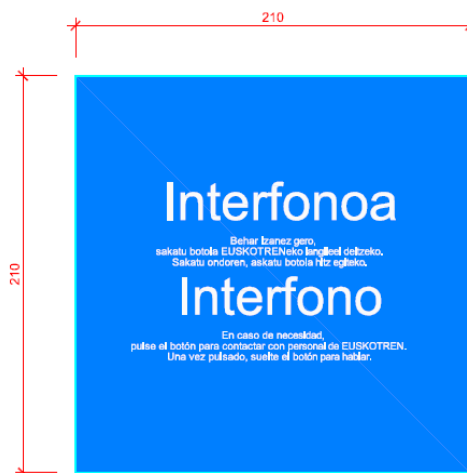 210
210
Interfonoa
Behar izanez gero,
sakatu botoia EUSKOTRENeko langileei deitzeko.
Sakatu ondoren, askatu botoia hitz egiteko.
Interfono
En caso de necesidad,
pulse el botón para contactar con personal de EUSKOTREN.
Una vez pulsado, suelte el botón para hablar.